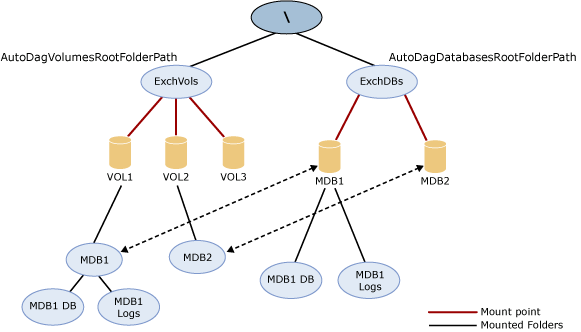 \
AutoDagVolumesRootFolderPath
AutoDagDatabasesRootFolderPath
ExchVols
ExchDBs
VOL1
VOL2
VOL3
MDB1
MDB2
MDB1
MDB2
MDB1 DB
MDB1
Logs
MDB1 DB
MDB1
Logs
Mount point
Mounted Folders